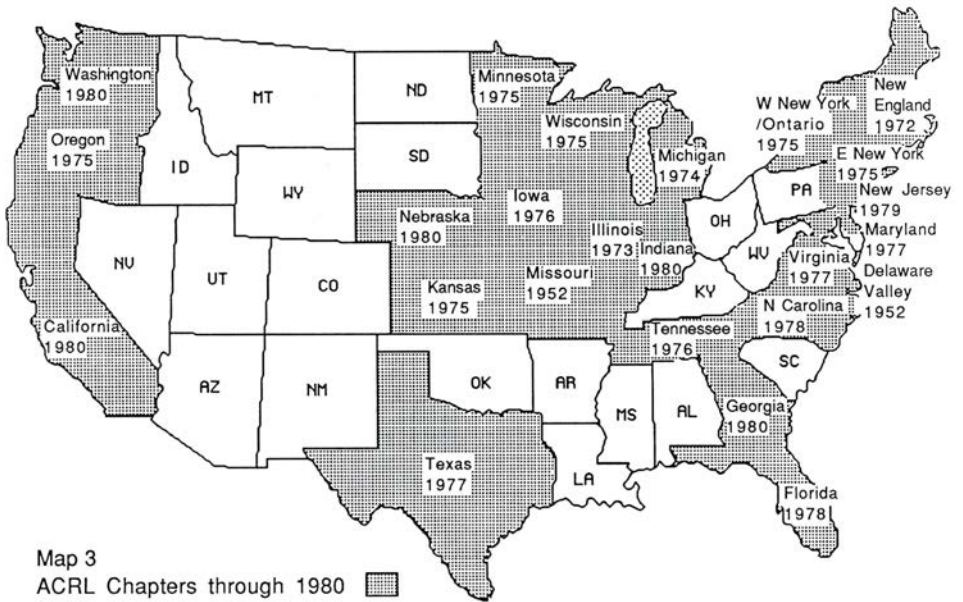 Washington
1980
Oregon
1975
California
1980
MT
ID
WY
NV
UT
CO
AZ
NM
ND
SD
Nebraska
1980
Kansas
1975
OK
Texas
1977
Minnesota
1975
Wisconsin
1975
Iowa
1976
Missouri
1952
Illinois
1973
Indiana
1980
Michigan
1974
AR
LA
MS
AL
Tennessee
1976
KY
OH
WV
PA
W New York
/Ontario
1975
New
England
1972
E New York
1975
New Jersey
1979
Maryland
1977
Delaware
Valley
1952
Virginia
1977
N Carolina
1978
SC
Georgia
1980
Florida
1978
Map 3
ACRL Chapters through 1980